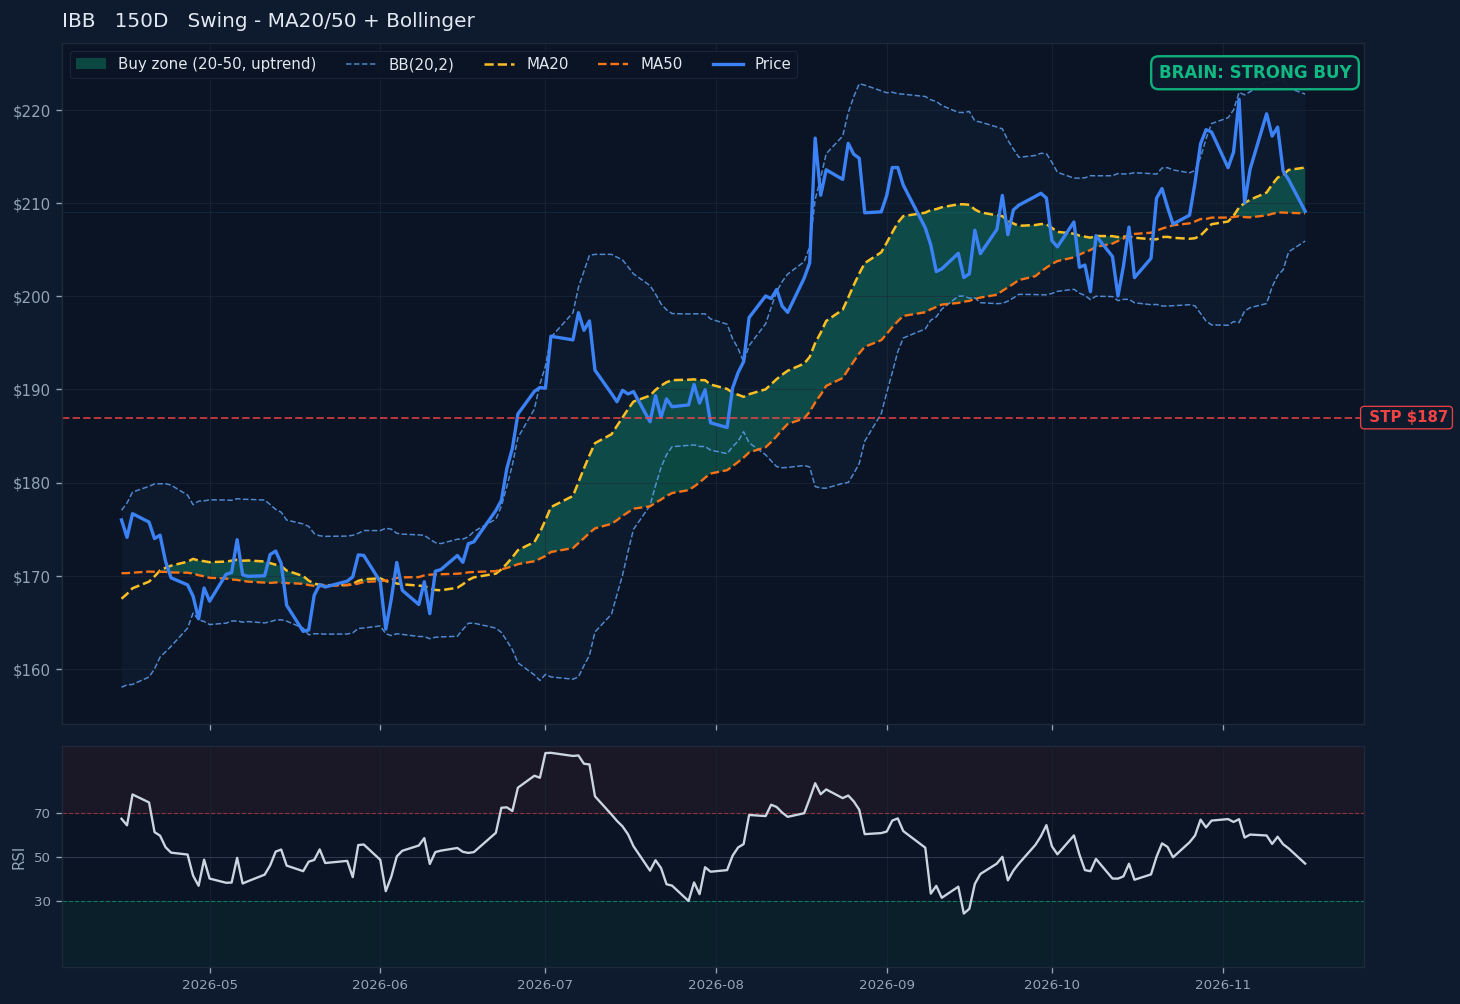 IBB   150D   Swing - MA20/50 + Bollinger
Buy zone (20-50, uptrend)   BB(20,2)   MA20   MA50   Price
BRAIN: STRONG BUY
$220
$210
$200
$190
STP $187
$180
$170
$160
RSI
70
50
30
2026-05   2026-06   2026-07   2026-08   2026-09   2026-10   2026-11